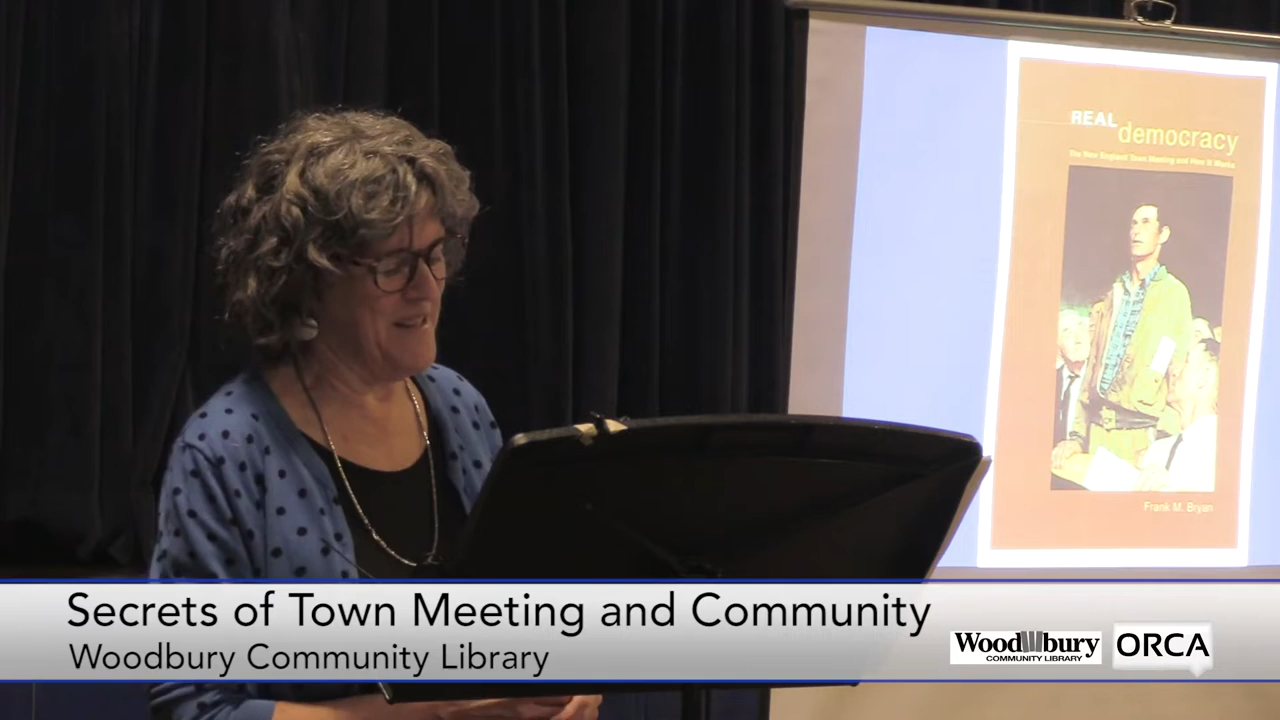 REAL
democracy
The New England Town Meeting and How It Works
Frank M. Bryan
Secrets of Town Meeting and Community
Woodbury Community Library
Woodbury
COMMUNITY LIBRARY
ORCA